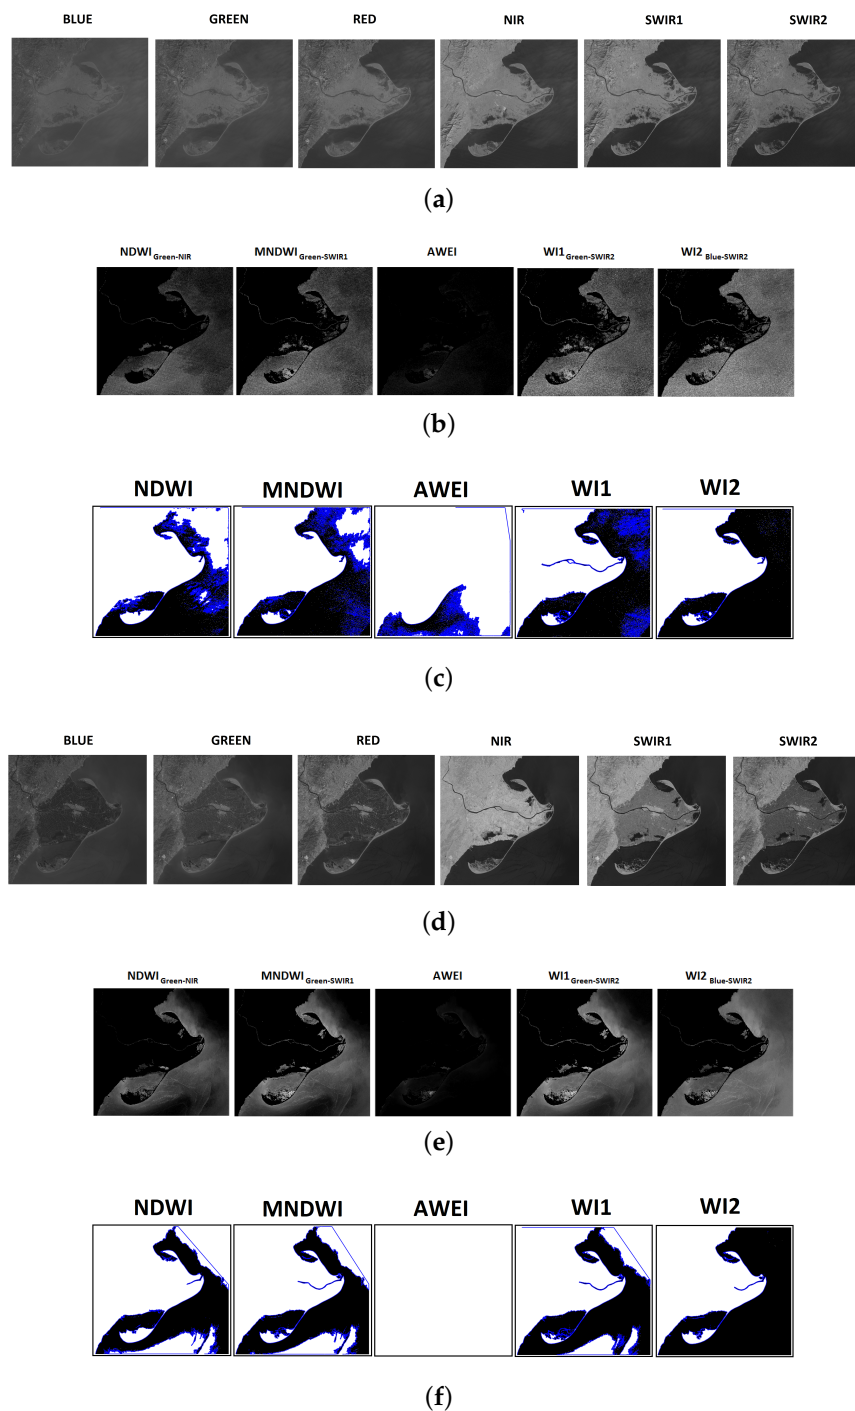 BLUE GREEN RED NIR SWIR1 SWIR2
(a)
NDWI Green-NIR MNDWI Green-SWIR1 AWEI WI1 Green-SWIR2 WI2 Blue-SWIR2
(b)
NDWI MNDWI AWEI WI1 WI2
(c)
BLUE GREEN RED NIR SWIR1 SWIR2
(d)
NDWI Green-NIR MNDWI Green-SWIR1 AWEI WI1 Green-SWIR2 WI2 Blue-SWIR2
(e)
NDWI MNDWI AWEI WI1 WI2
(f)